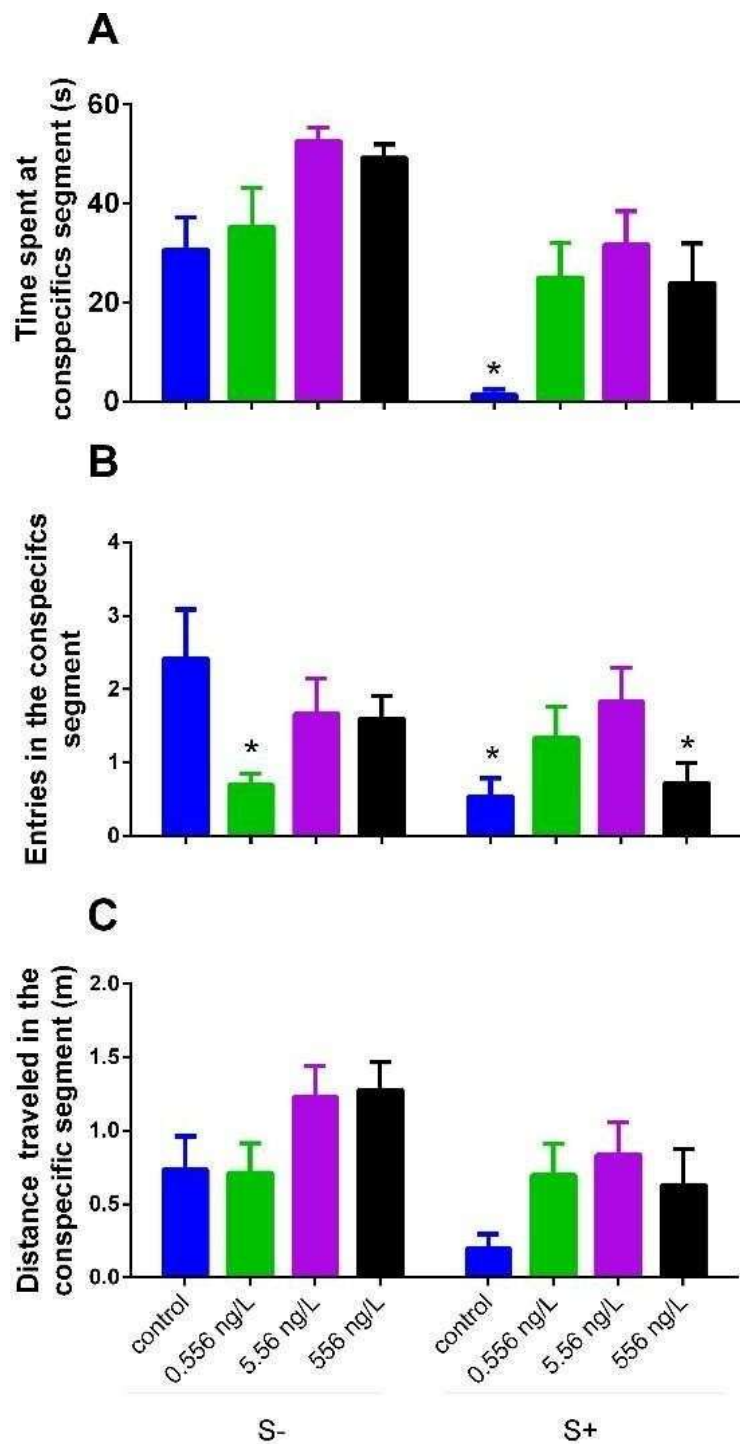 A
Time spent at
conspecifics segment (s)
60
40
20
0
*
B
Entries in the conspecifcs
segment
4
3
2
1
0
*
*
*
C
Distance traveled in the
conspecific segment (m)
2.0
1.5
1.0
0.5
0.0
control
0.556 ng/L
5.56 ng/L
556 ng/L
control
0.556 ng/L
5.56 ng/L
556 ng/L
S-
S+